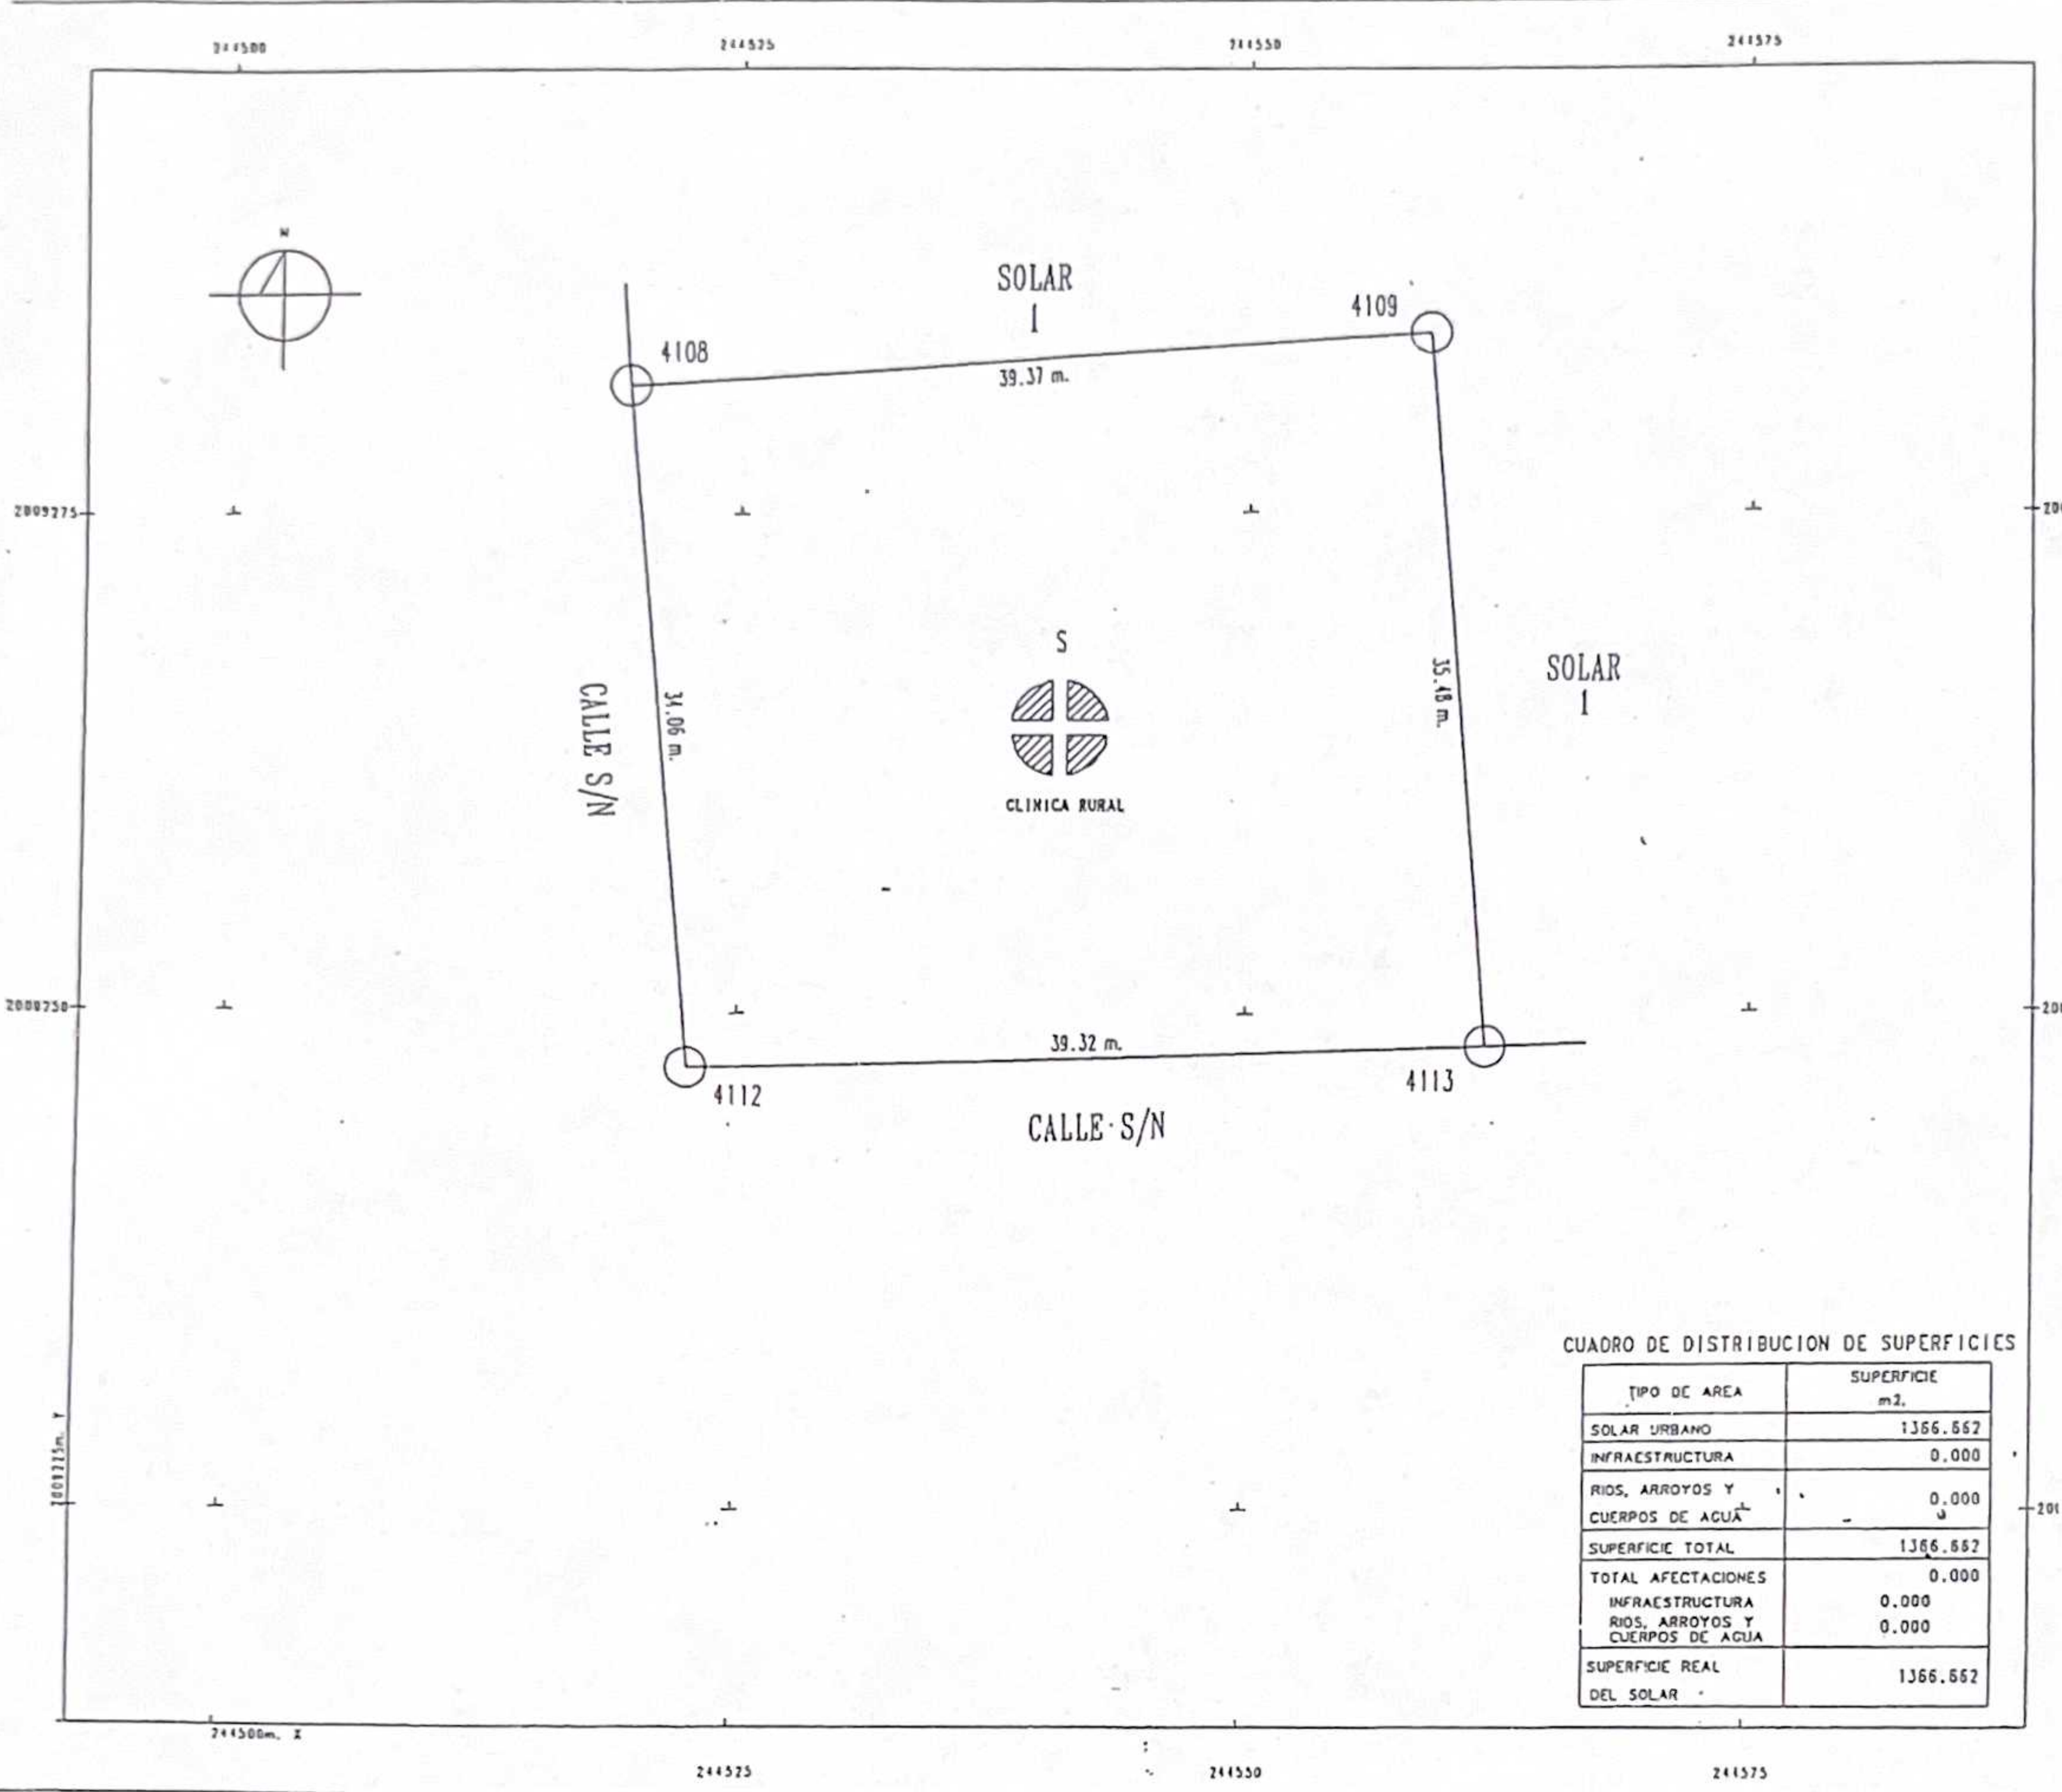 244500 244525 244550 244575
N
SOLAR
1
4109
4108
39.37 m.
2009275
S
35.48 m.
SOLAR
1
34.06 m.
CALLE S/N
CLINICA RURAL
2009250
39.32 m.
4112
4113
CALLE S/N
CUADRO DE DISTRIBUCION DE SUPERFICIES
TIPO DE AREA
SUPERFICIE
m2.
SOLAR URBANO 1366.662
INFRAESTRUCTURA 0.000
RIOS, ARROYOS Y
CUERPOS DE AGUA 0.000
SUPERFICIE TOTAL 1366.662
TOTAL AFECTACIONES 0.000
INFRAESTRUCTURA 0.000
RIOS, ARROYOS Y
CUERPOS DE AGUA 0.000
SUPERFICIE REAL
DEL SOLAR 1366.662
2009225m. Y
244500m. X
244525 244550 244575